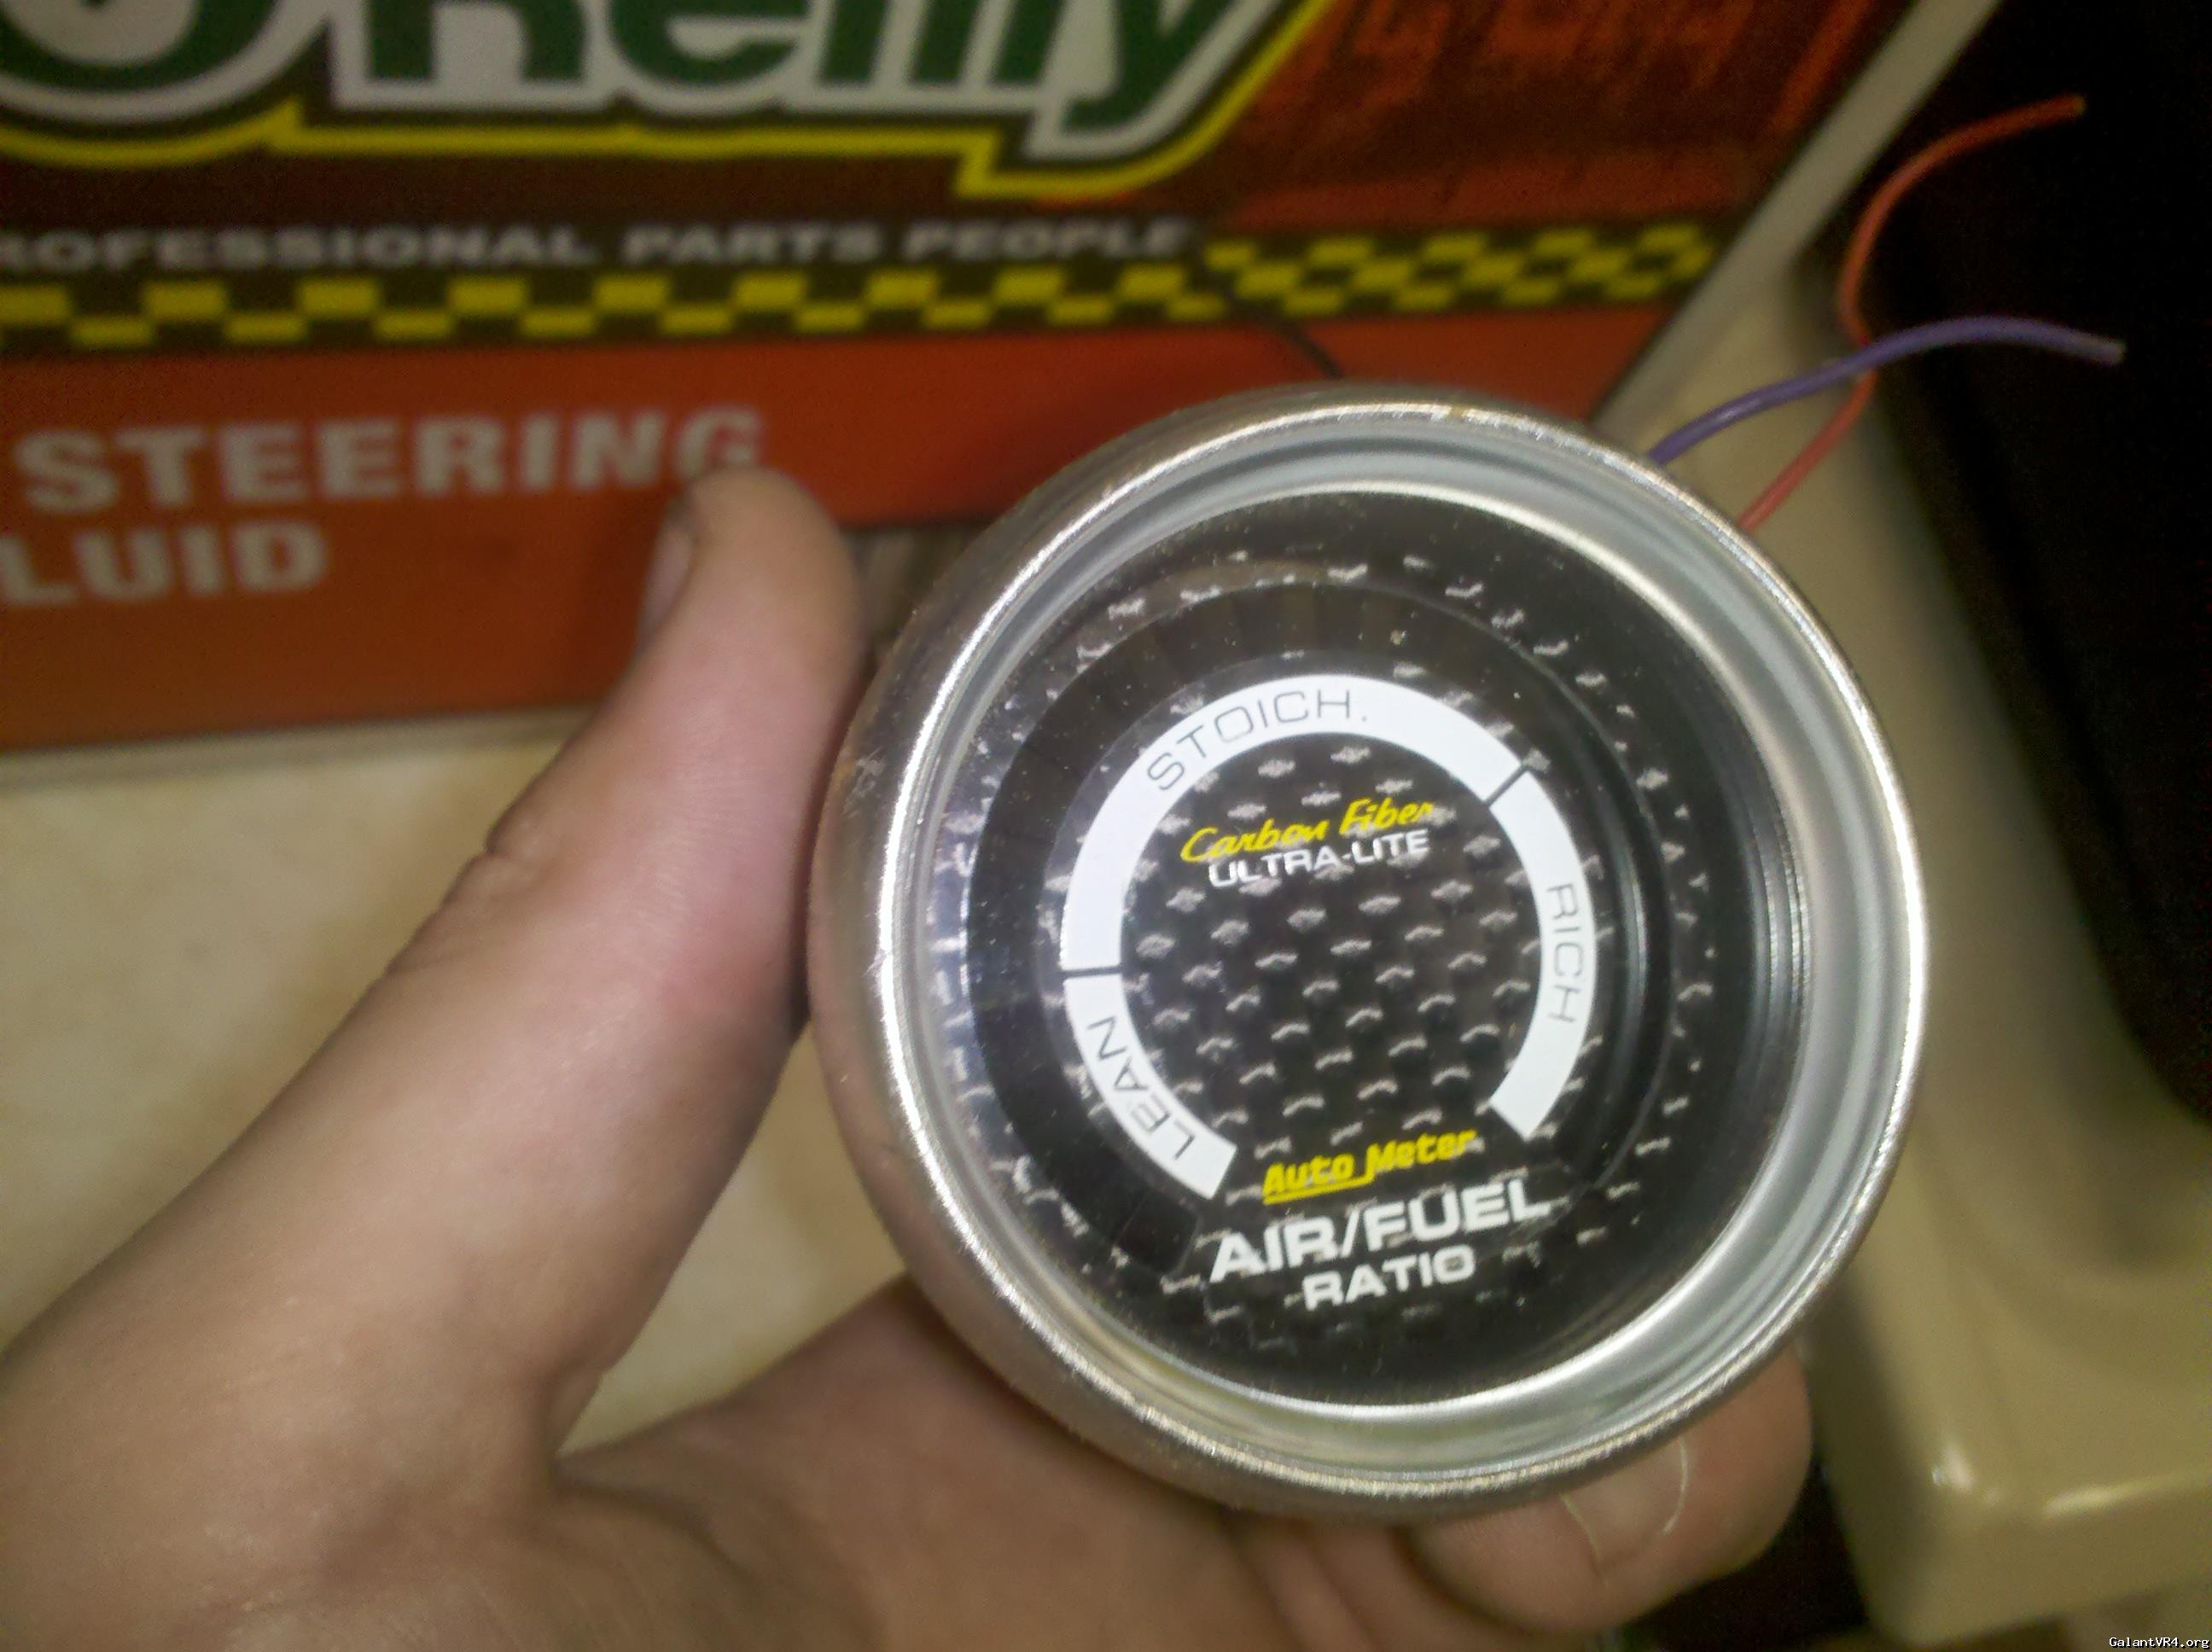 O'Reilly
ROFESSIONAL PARTS PEOPLE
STEERING
LUID
STOICH.
RICH
LEAN
Carbon Fiber
ULTRA-LITE
Auto Meter
AIR/FUEL
RATIO
GalantVR4.org